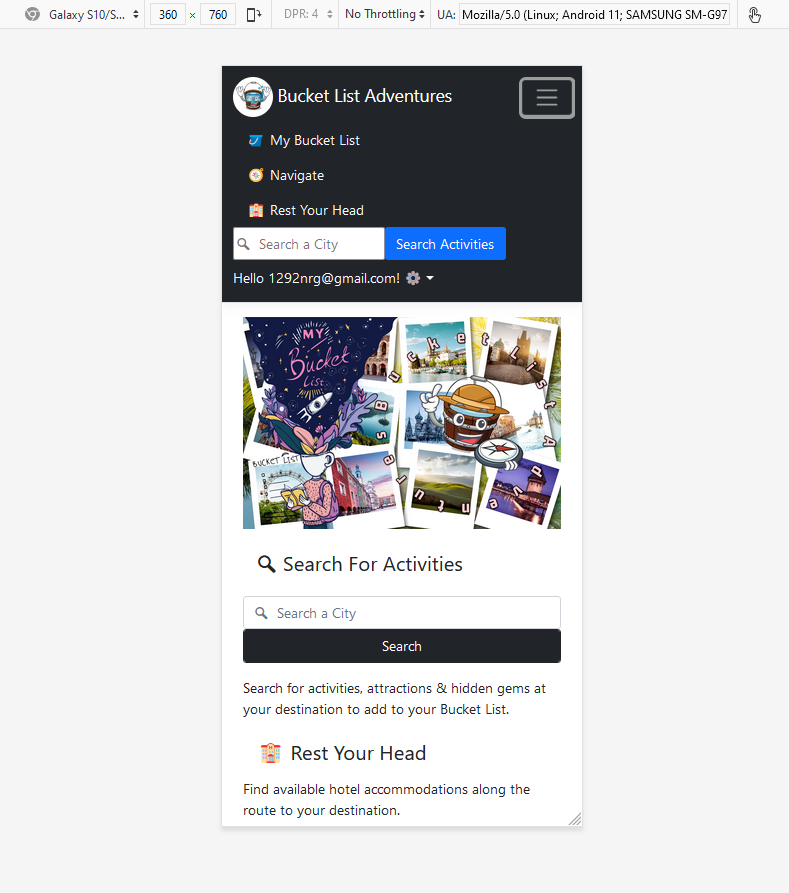 Galaxy S10/S...
360 × 760
DPR: 4
No Throttling
UA: Mozilla/5.0 (Linux; Android 11; SAMSUNG SM-G97
Bucket List Adventures
My Bucket List
Navigate
Rest Your Head
Search a City
Search Activities
Hello 1292nrg@gmail.com!
MY
Bucket
List
Bucket List Adventures
BUCKET LIST
Search For Activities
Search a City
Search
Search for activities, attractions & hidden gems at
your destination to add to your Bucket List.
Rest Your Head
Find available hotel accommodations along the
route to your destination.